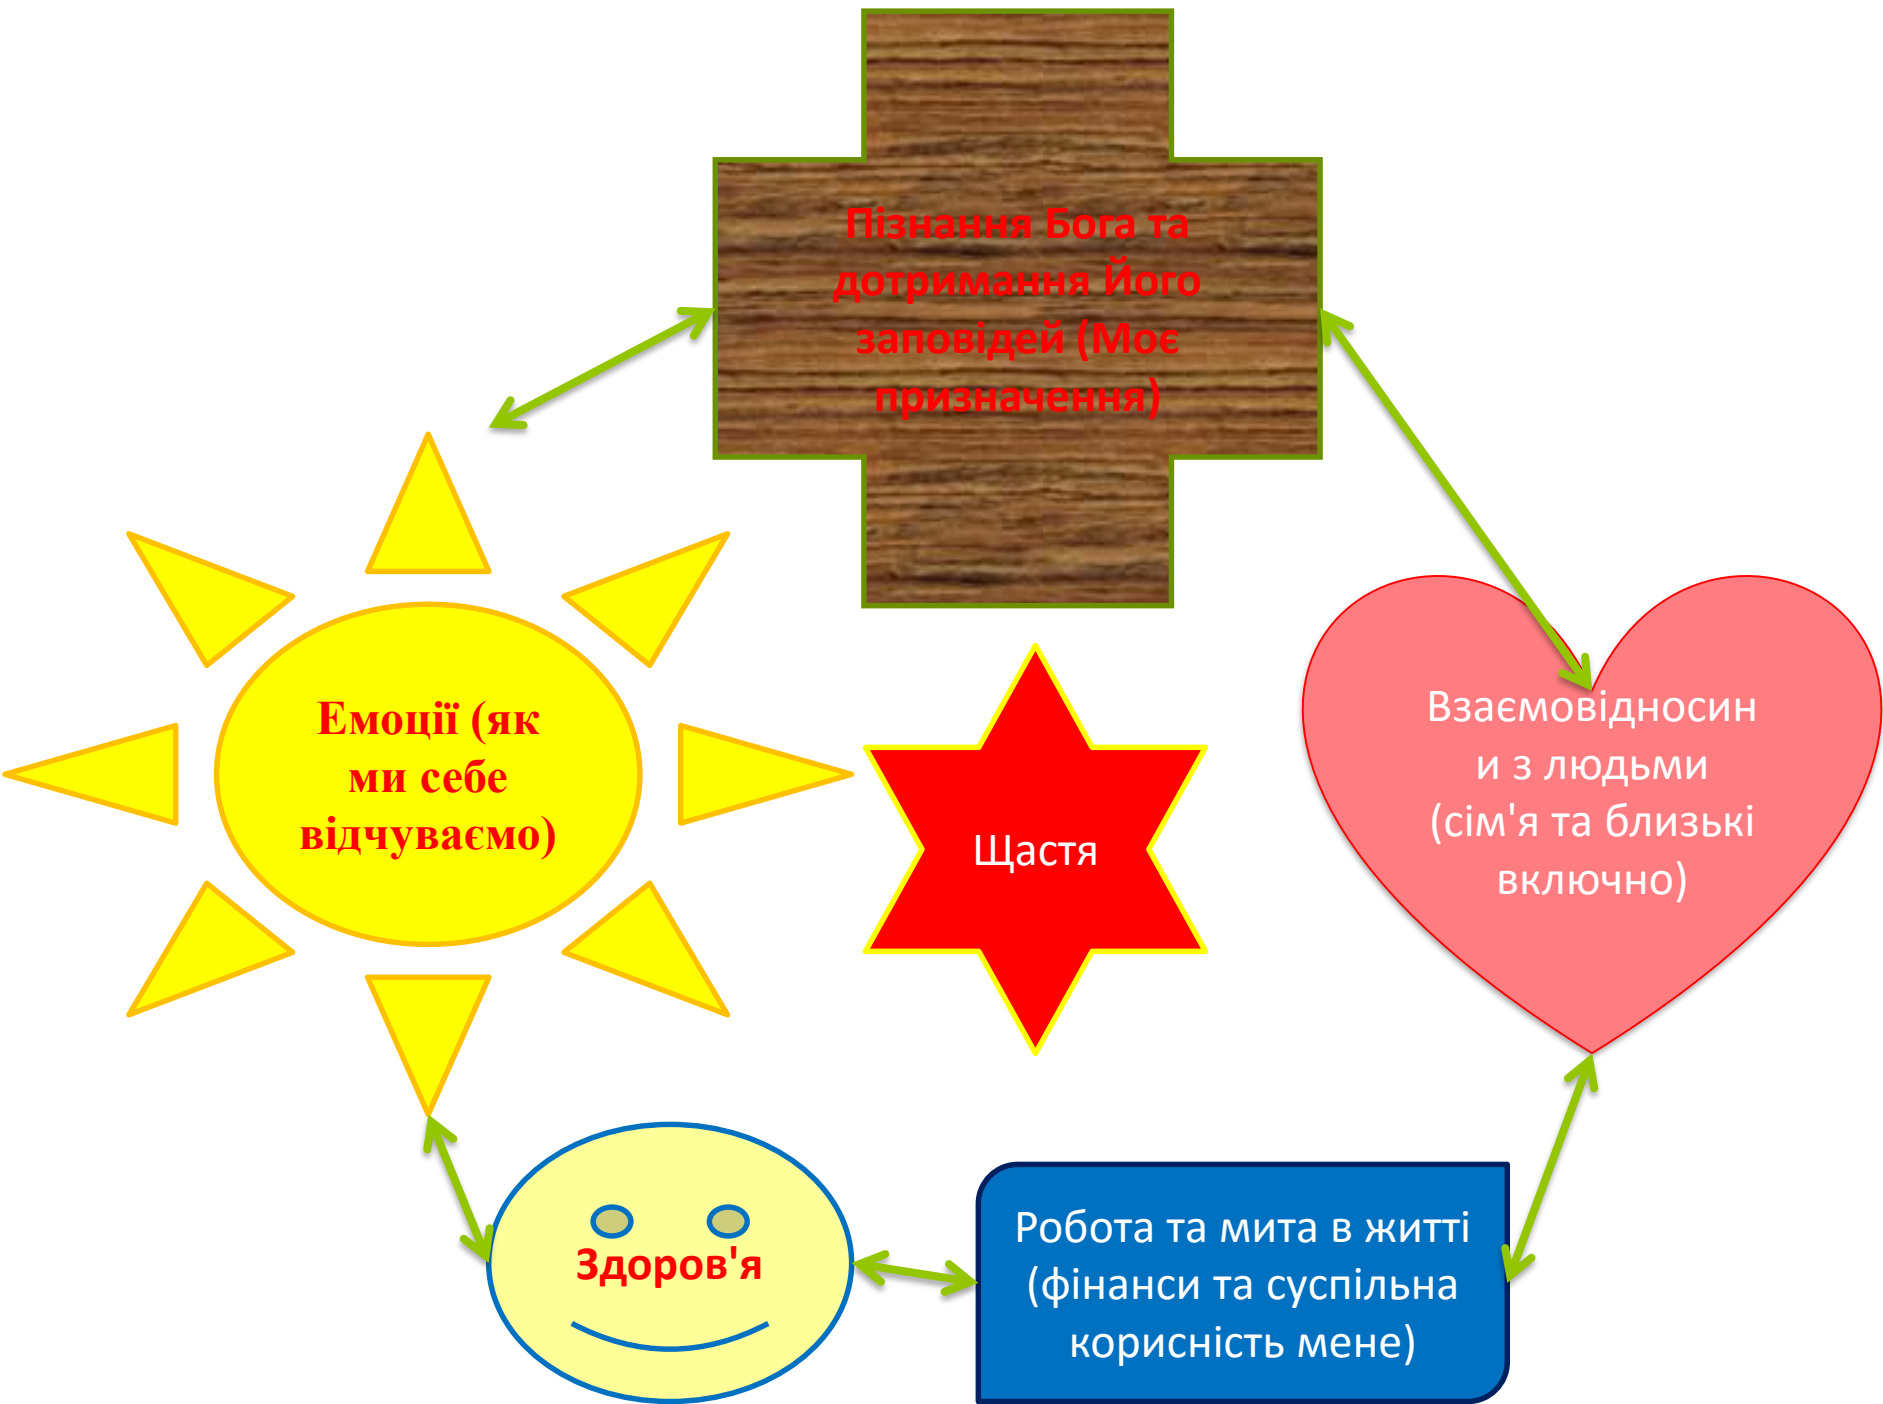 Пізнання Бога та
дотримання Його
заповідей (Моє
призначення)
Емоції (як
ми себе
відчуваємо)
Щастя
Взаємовідносин
и з людьми
(сім'я та близькі
включно)
Здоров'я
Робота та мита в житті
(фінанси та суспільна
корисність мене)